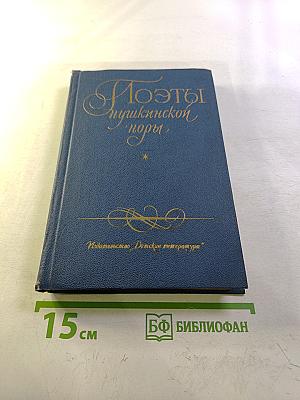 Поэты
пушкинской
поры
Издательство „Детская литература“
15 см
БФ БИБЛИОФАН